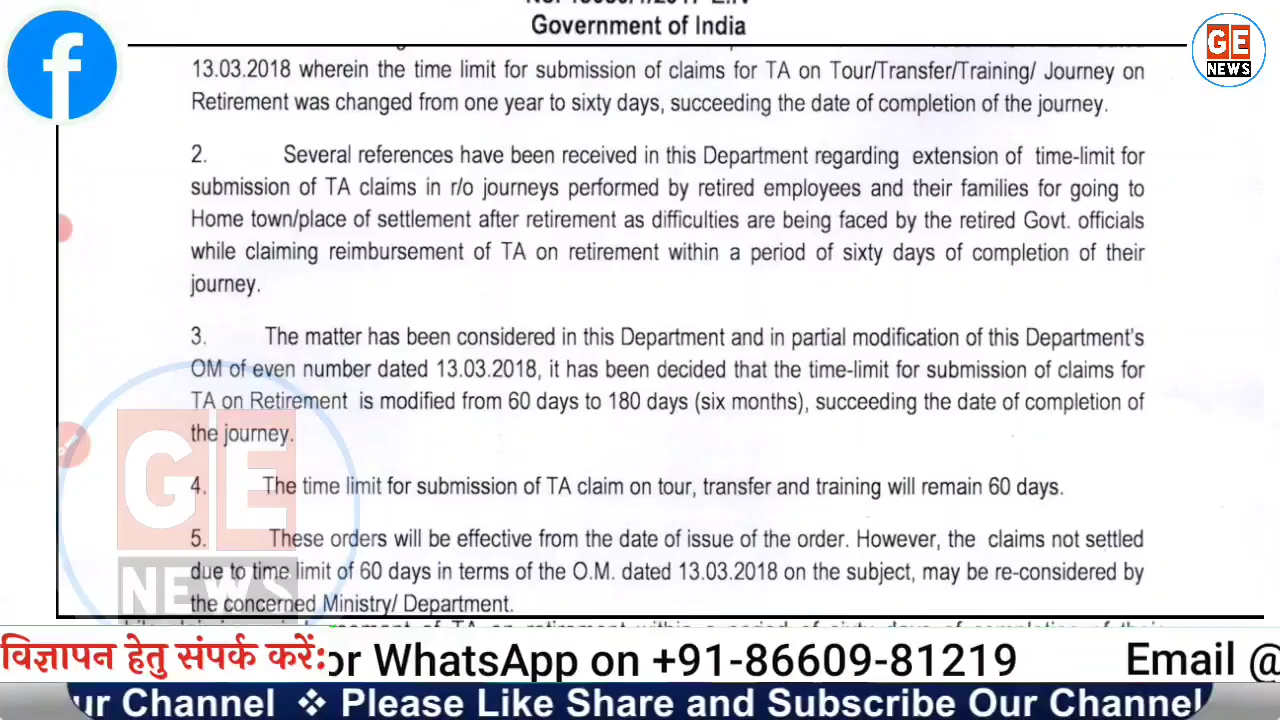 Government of India
GE
NEWS
13.03.2018 wherein the time limit for submission of claims for TA on Tour/Transfer/Training/ Journey on
Retirement was changed from one year to sixty days, succeeding the date of completion of the journey.
2. Several references have been received in this Department regarding extension of time-limit for
submission of TA claims in r/o journeys performed by retired employees and their families for going to
Home town/place of settlement after retirement as difficulties are being faced by the retired Govt. officials
while claiming reimbursement of TA on retirement within a period of sixty days of completion of their
journey.
3. The matter has been considered in this Department and in partial modification of this Department's
OM of even number dated 13.03.2018, it has been decided that the time-limit for submission of claims for
TA on Retirement is modified from 60 days to 180 days (six months), succeeding the date of completion of
the journey.
4. The time limit for submission of TA claim on tour, transfer and training will remain 60 days.
5. These orders will be effective from the date of issue of the order. However, the claims not settled
due to time limit of 60 days in terms of the O.M. dated 13.03.2018 on the subject, may be re-considered by
the concerned Ministry/ Department.
GE
NEWS
विज्ञापन हेतु संपर्क करें: or WhatsApp on +91-86609-81219 Email @
ur Channel ❖ Please Like Share and Subscribe Our Channel